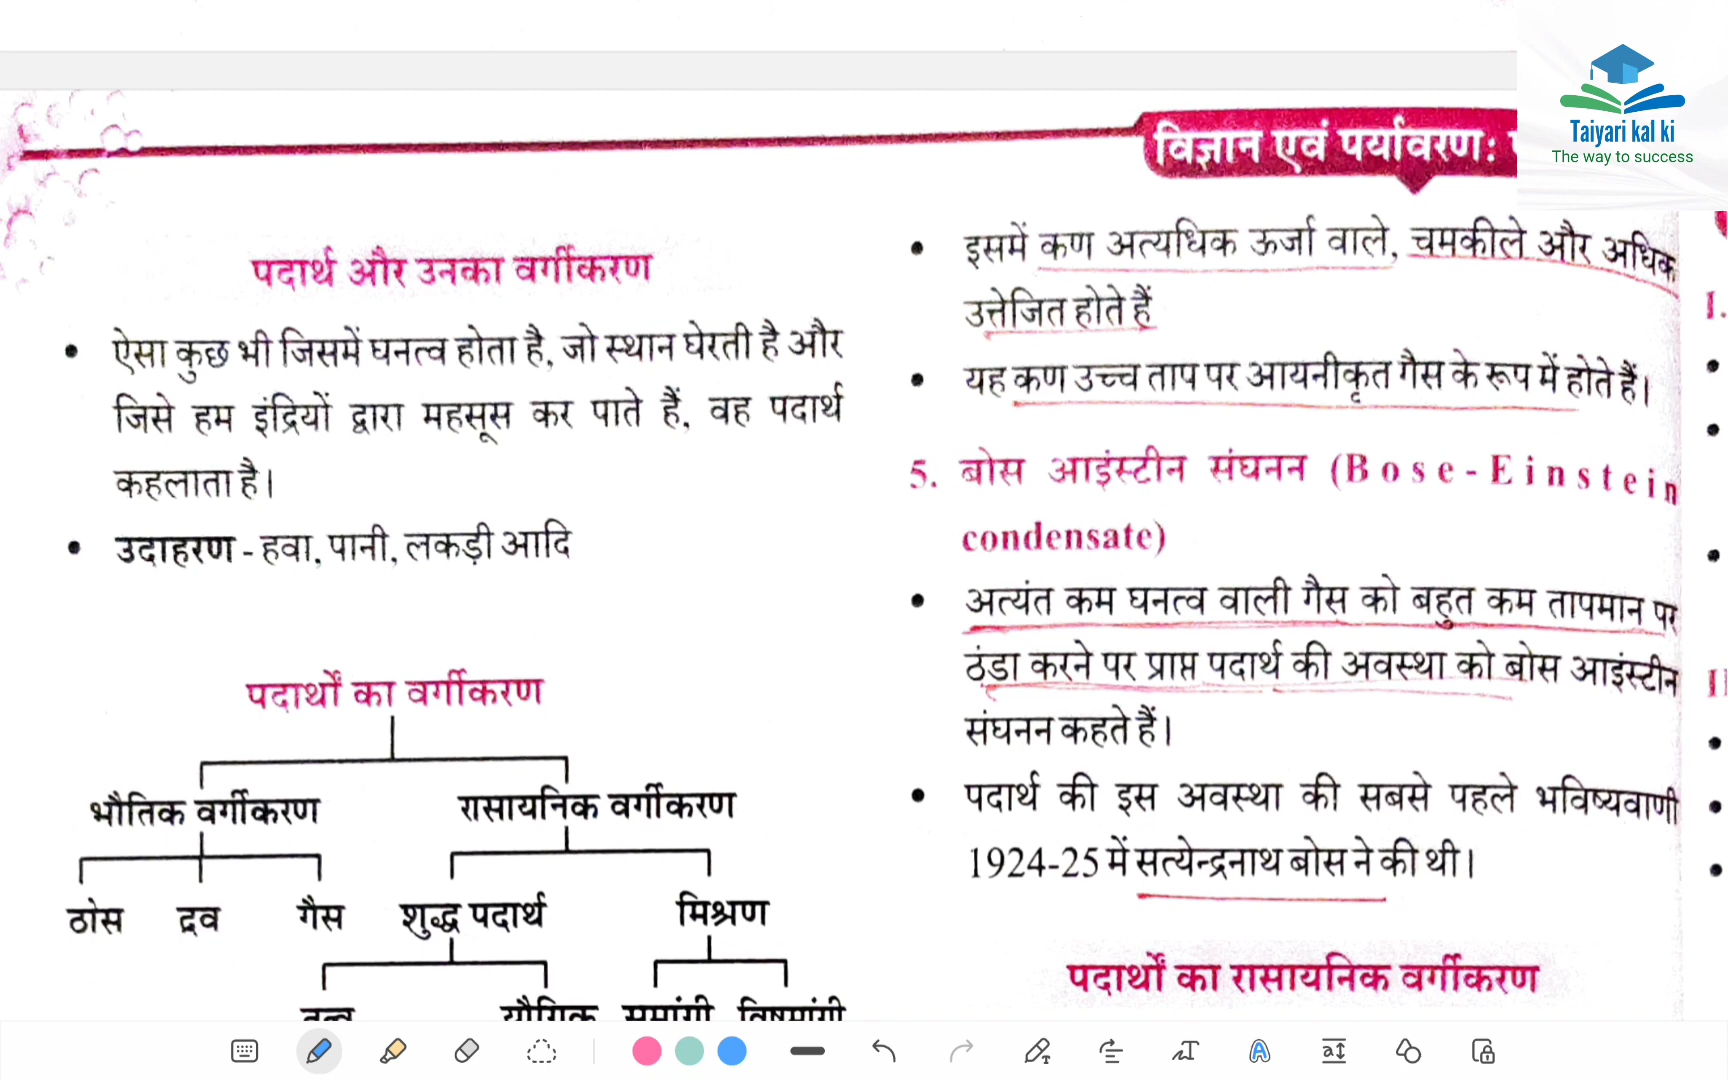 Taiyari kal ki
The way to success
विज्ञान एवं पर्यावरण:
पदार्थ और उनका वर्गीकरण
• ऐसा कुछ भी जिसमें घनत्व होता है, जो स्थान घेरती है और
जिसे हम इंद्रियों द्वारा महसूस कर पाते हैं, वह पदार्थ
कहलाता है।
• उदाहरण - हवा, पानी, लकड़ी आदि
पदार्थों का वर्गीकरण
भौतिक वर्गीकरण रासायनिक वर्गीकरण
ठोस द्रव गैस शुद्ध पदार्थ मिश्रण
तत्व यौगिक समांगी विषमांगी
• इसमें कण अत्यधिक ऊर्जा वाले, चमकीले और अधिक
उत्तेजित होते हैं
• यह कण उच्च ताप पर आयनीकृत गैस के रूप में होते हैं।
5. बोस आइंस्टीन संघनन (Bose-Einstein
condensate)
• अत्यंत कम घनत्व वाली गैस को बहुत कम तापमान पर
ठंडा करने पर प्राप्त पदार्थ की अवस्था को बोस आइंस्टीन
संघनन कहते हैं।
• पदार्थ की इस अवस्था की सबसे पहले भविष्यवाणी
1924-25 में सत्येन्द्रनाथ बोस ने की थी।
पदार्थों का रासायनिक वर्गीकरण